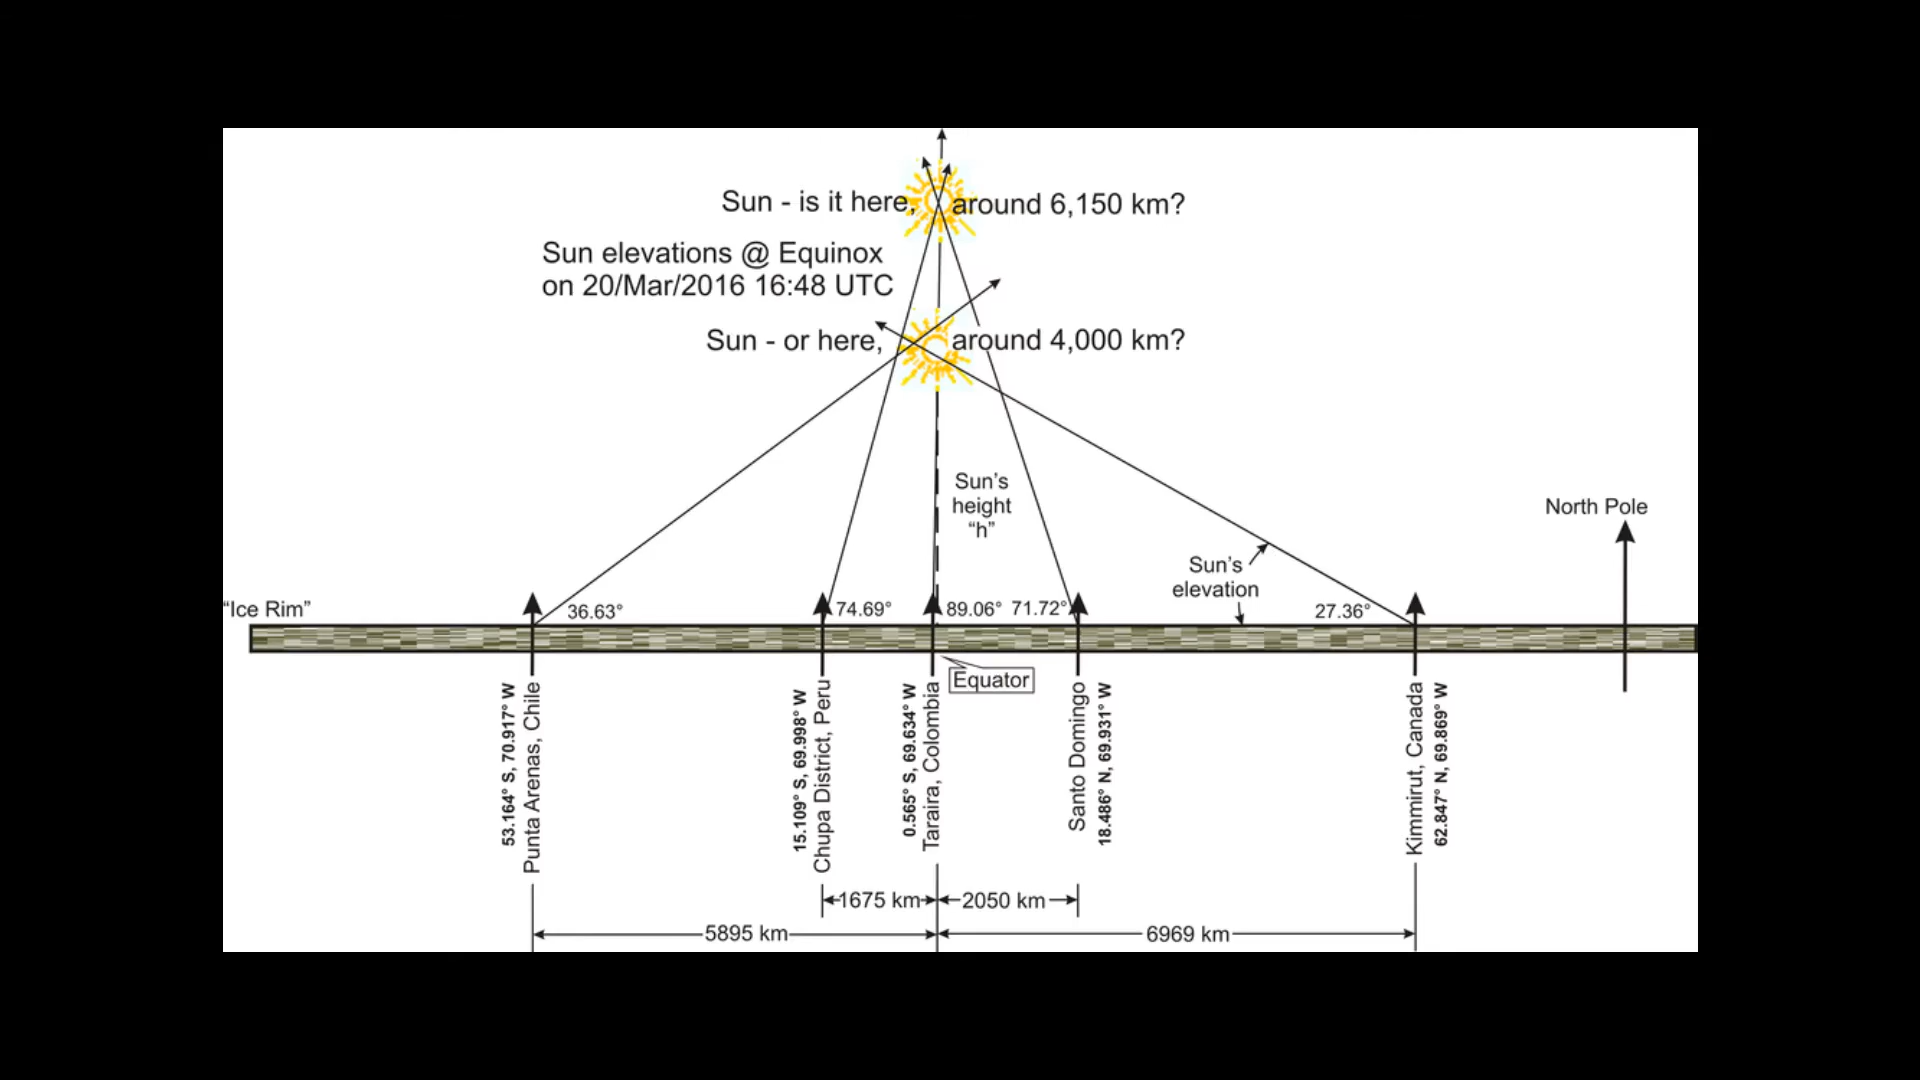 Sun - is it here, around 6,150 km?
Sun elevations @ Equinox
on 20/Mar/2016 16:48 UTC
Sun - or here, around 4,000 km?
Sun's
height
“h”
North Pole
Sun's
elevation
“Ice Rim”
36.63°
74.69°
89.06°
71.72°
27.36°
Equator
53.164° S, 70.917° W
Punta Arenas, Chile
15.109° S, 69.998° W
Chupa District, Peru
0.565° S, 69.634° W
Taraira, Colombia
Santo Domingo
18.486° N, 69.931° W
Kimmirut, Canada
62.847° N, 69.869° W
1675 km
2050 km
5895 km
6969 km